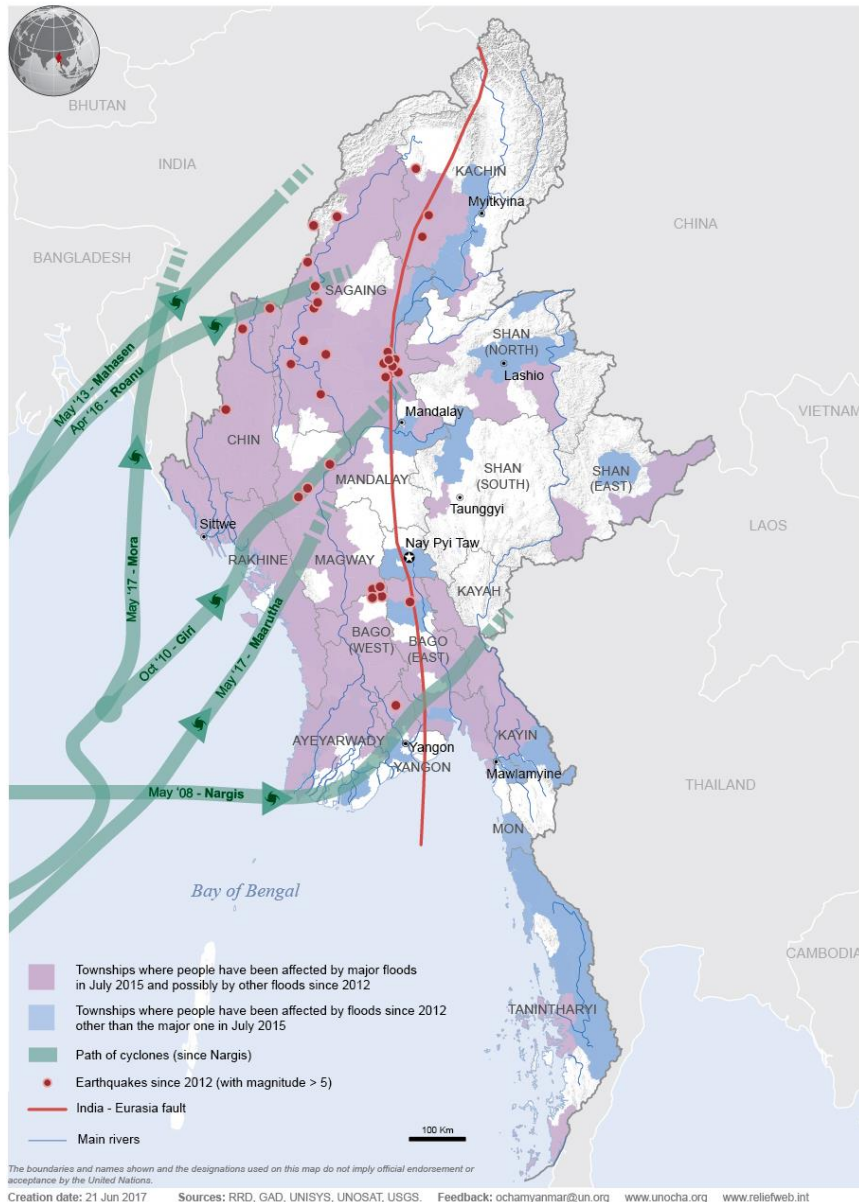 BHUTAN
INDIA
KACHIN
Myitkyina
CHINA
BANGLADESH
SAGAING
SHAN
(NORTH)
Lashio
May '13 - Mahasen
Apr '16 - Roanu
Mandalay
VIETNAM
CHIN
MANDALAY
SHAN
(SOUTH)
SHAN
(EAST)
Taunggyi
LAOS
Sittwe
Nay Pyi Taw
RAKHINE
MAGWAY
KAYAH
May '17 - Mora
Oct '10 - Giri
May '17 - Maarutha
BAGO
(WEST)
BAGO
(EAST)
AYEYARWADY
Yangon
YANGON
KAYIN
Mawlamyine
THAILAND
May '08 - Nargis
MON
Bay of Bengal
CAMBODIA
TANINTHARYI
Townships where people have been affected by major floods
in July 2015 and possibly by other floods since 2012
Townships where people have been affected by floods since 2012
other than the major one in July 2015
Path of cyclones (since Nargis)
Earthquakes since 2012 (with magnitude > 5)
India - Eurasia fault
Main rivers
100 Km
The boundaries and names shown and the designations used on this map do not imply official endorsement or
acceptance by the United Nations.
Creation date: 21 Jun 2017 Sources: RRD, GAD, UNISYS, UNOSAT, USGS. Feedback: ochamyanmar@un.org www.unocha.org www.reliefweb.int